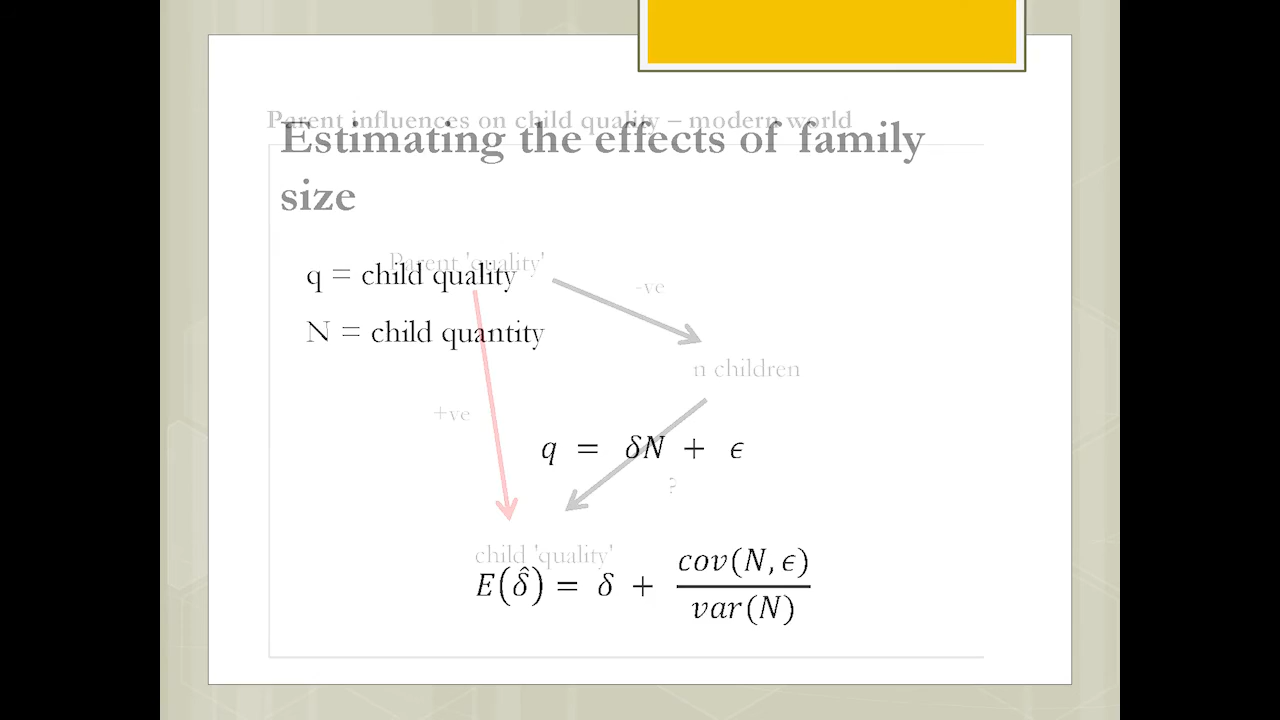 Parent influences on child quality – modern world
Estimating the effects of family
size
Parent 'quality'
q = child quality
-ve
N = child quantity
n children
+ve
q = δN + ϵ
?
child 'quality'
E(δ̂) = δ + cov(N, ϵ) / var(N)